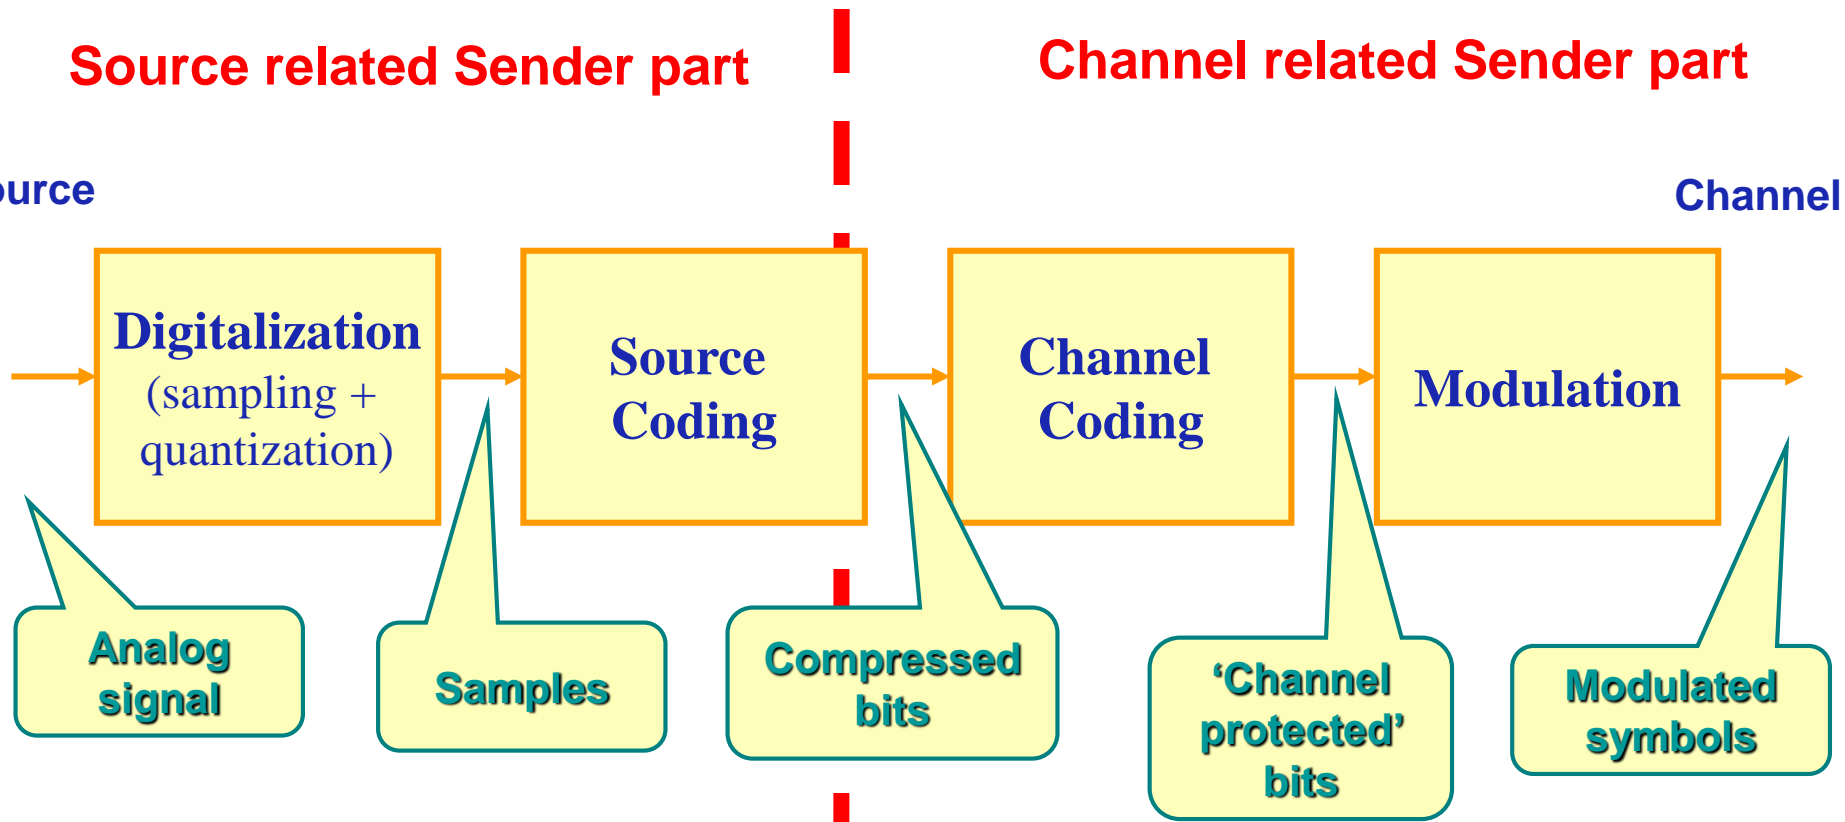 Source related Sender part
Channel related Sender part
ource
Channel
Digitalization
(sampling +
quantization)
Source
Coding
Channel
Coding
Modulation
Analog
signal
Samples
Compressed
bits
‘Channel
protected’
bits
Modulated
symbols